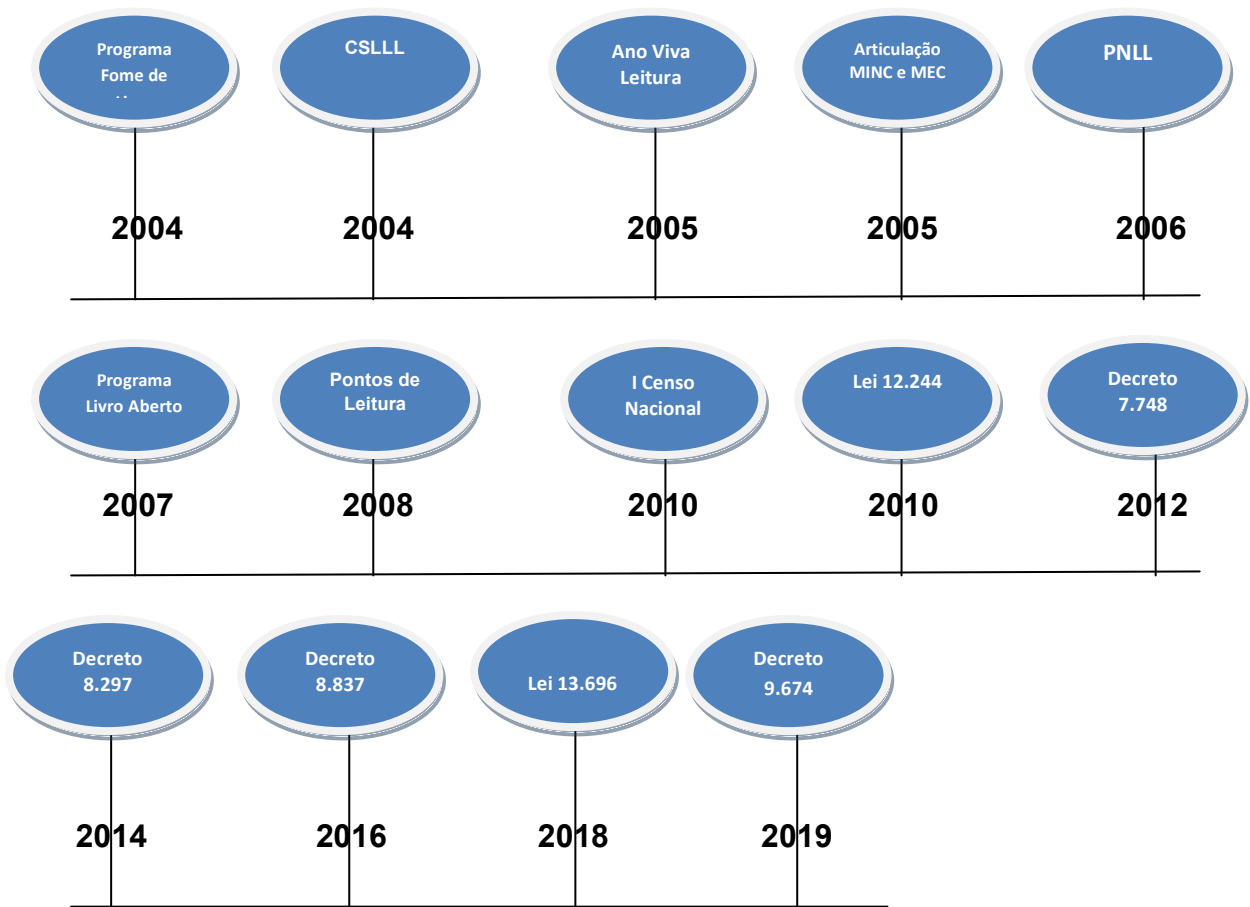 Programa
Fome de
CSLLL
Ano Viva
Leitura
Articulação
MINC e MEC
PNLL
2004
2004
2005
2005
2006
Programa
Livro Aberto
Pontos de
Leitura
I Censo
Nacional
Lei 12.244
Decreto
7.748
2007
2008
2010
2010
2012
Decreto
8.297
Decreto
8.837
Lei 13.696
Decreto
9.674
2014
2016
2018
2019